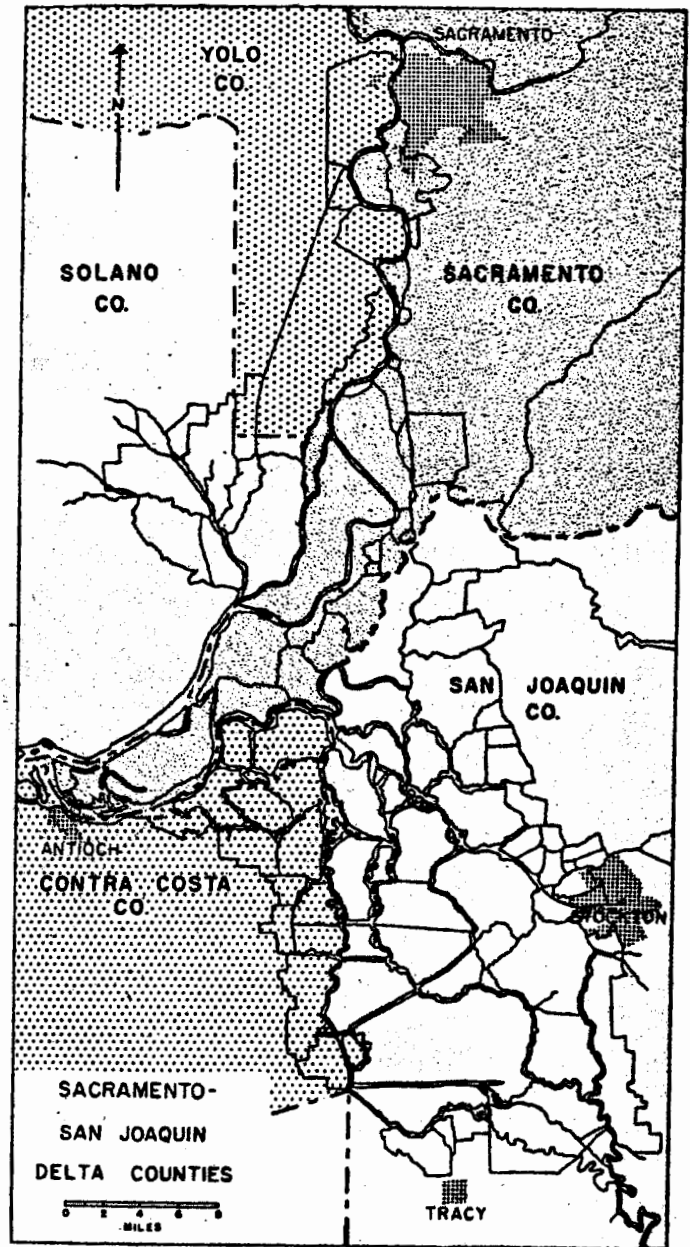 SACRAMENTO
YOLO
CO.
N
SOLANO
CO.
SACRAMENTO
CO.
SAN JOAQUIN
CO.
ANTIOCH
CONTRA COSTA
CO.
STOCKTON
SACRAMENTO-
SAN JOAQUIN
DELTA COUNTIES
0 2 4 6 8
MILES
TRACY